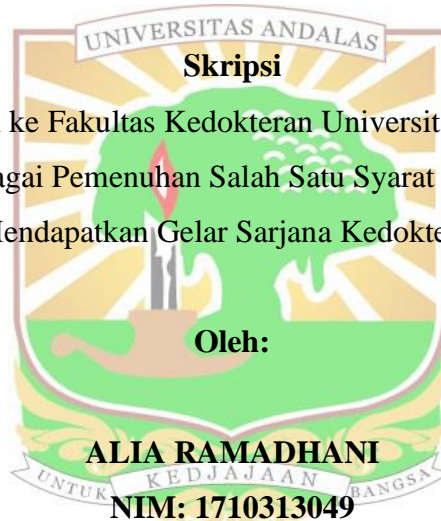 UNIVERSITAS ANDALAS
Skripsi
ke Fakultas Kedokteran Universit
agai Pemenuhan Salah Satu Syarat
Mendapatkan Gelar Sarjana Kedokte
Oleh:
ALIA RAMADHANI
UNTUK KEDJAJAAN BANGSA
NIM: 1710313049